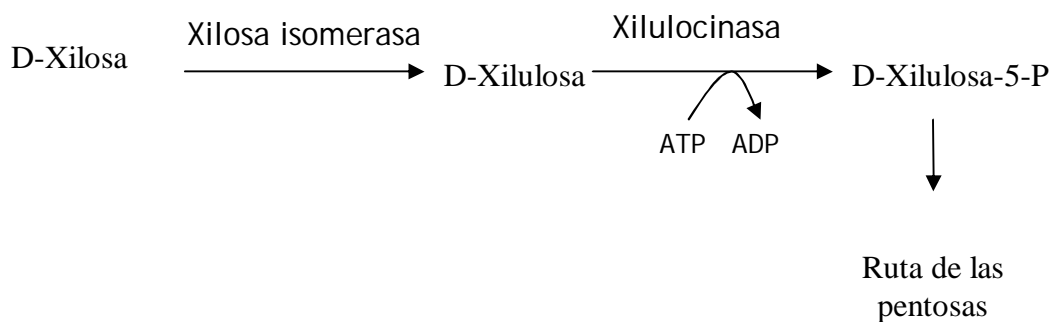 D-Xilosa
Xilosa isomerasa
D-Xilulosa
Xilulocinasa
ATP ADP
D-Xilulosa-5-P
Ruta de las
pentosas